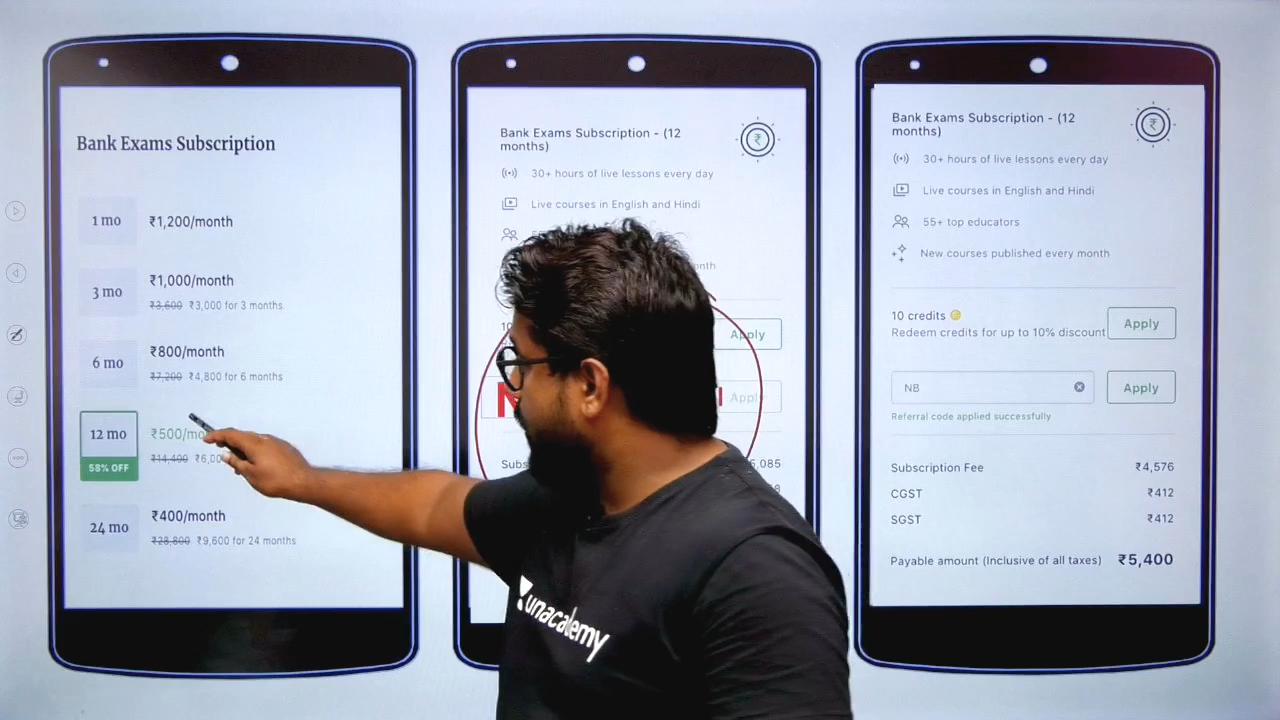 Bank Exams Subscription
1 mo ₹1,200/month
3 mo ₹1,000/month
₹3,600 ₹3,000 for 3 months
6 mo ₹800/month
₹7,200 ₹4,800 for 6 months
12 mo
58% OFF
₹14,400
24 mo ₹400/month
₹28,800 ₹9,600 for 24 months
Bank Exams Subscription - (12
months)
₹
30+ hours of live lessons every day
Live courses in English and Hindi
Apply
Apply
unacademy
Bank Exams Subscription - (12
months)
₹
30+ hours of live lessons every day
Live courses in English and Hindi
55+ top educators
New courses published every month
10 credits
Redeem credits for up to 10% discount
Apply
NB
Apply
Referral code applied successfully
Subscription Fee ₹4,576
CGST ₹412
SGST ₹412
Payable amount (Inclusive of all taxes) ₹5,400